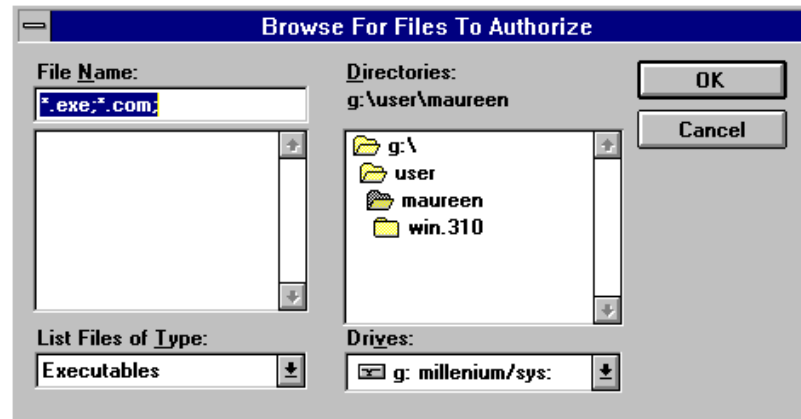 Browse For Files To Authorize
File Name:
*.exe;*.com;
List Files of Type:
Executables
Directories:
g:\user\maureen
g:\
user
maureen
win.310
Drives:
g: millenium/sys:
OK
Cancel